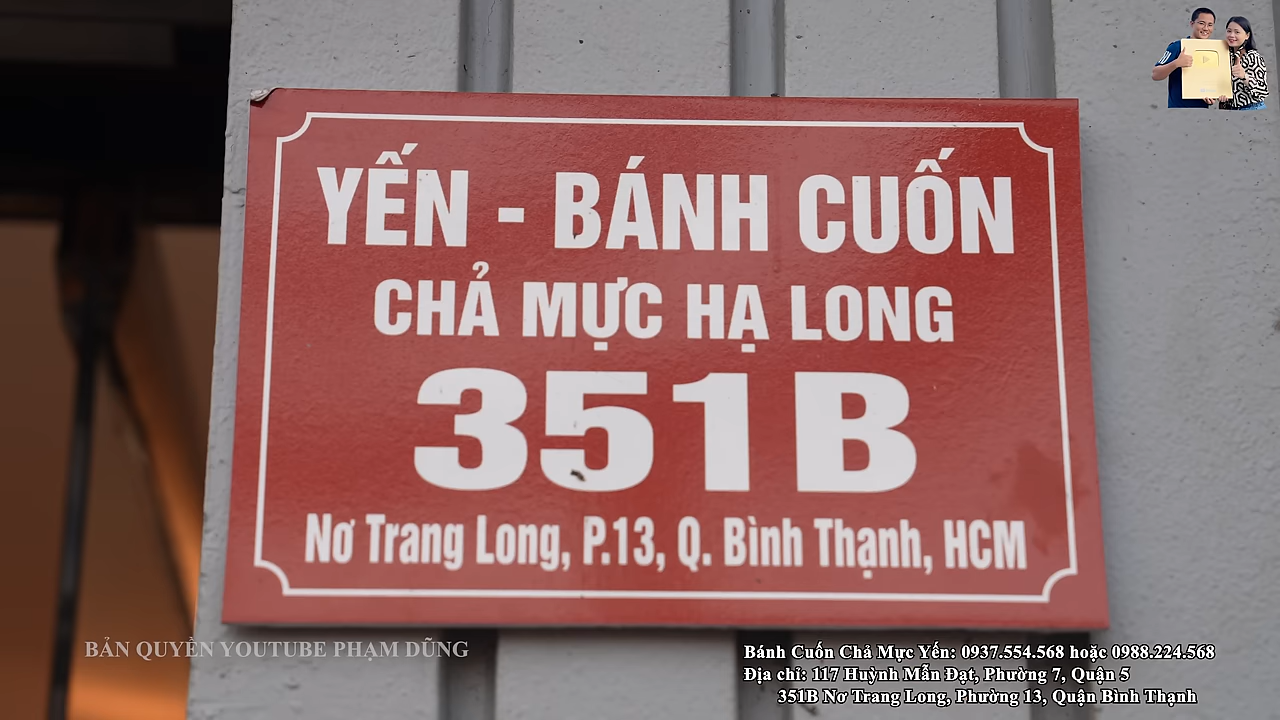 YẾN - BÁNH CUỐN
CHẢ MỰC HẠ LONG
351B
Nơ Trang Long, P.13, Q. Bình Thạnh, HCM
BẢN QUYỀN YOUTUBE PHẠM DŨNG
Bánh Cuốn Chả Mực Yến: 0937.554.568 hoặc 0988.224.568
Địa chỉ: 117 Huỳnh Mẫn Đạt, Phường 7, Quận 5
351B Nơ Trang Long, Phường 13, Quận Bình Thạnh